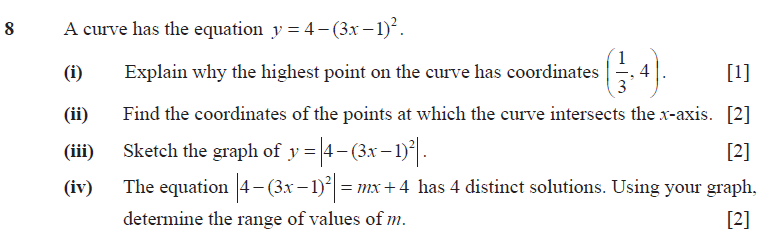 8 A curve has the equation y = 4 – (3x – 1)².
(i) Explain why the highest point on the curve has coordinates (1/3, 4). [1]
(ii) Find the coordinates of the points at which the curve intersects the x-axis. [2]
(iii) Sketch the graph of y = |4 – (3x – 1)²|. [2]
(iv) The equation |4 – (3x – 1)²| = mx + 4 has 4 distinct solutions. Using your graph,
determine the range of values of m. [2]